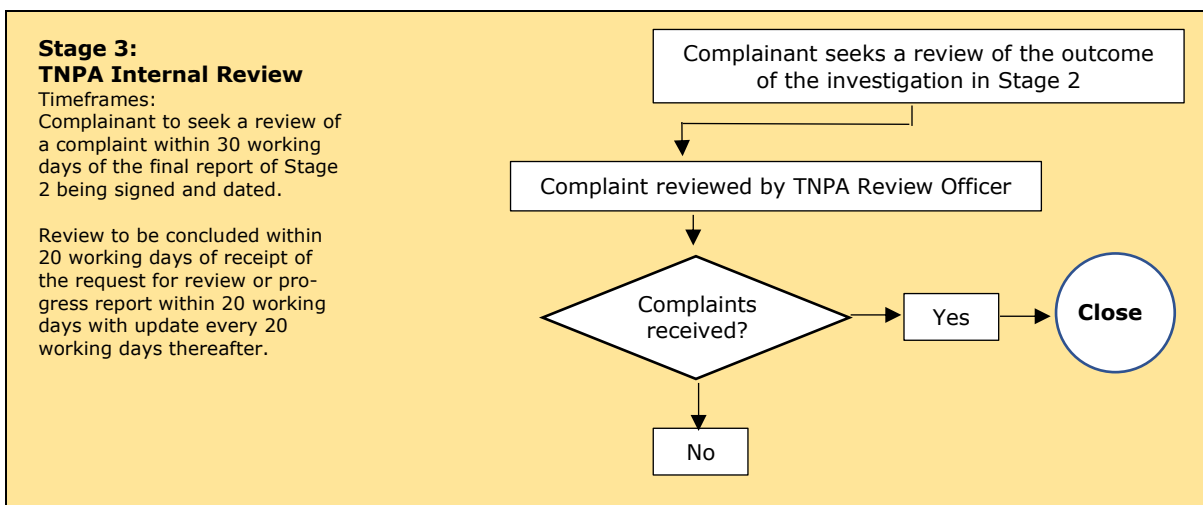 Stage 3:
TNPA Internal Review
Timeframes:
Complainant to seek a review of
a complaint within 30 working
days of the final report of Stage
2 being signed and dated.
Review to be concluded within
20 working days of receipt of
the request for review or pro-
gress report within 20 working
days with update every 20
working days thereafter.
Complainant seeks a review of the outcome
of the investigation in Stage 2
Complaint reviewed by TNPA Review Officer
Complaints
received?
Yes
Close
No